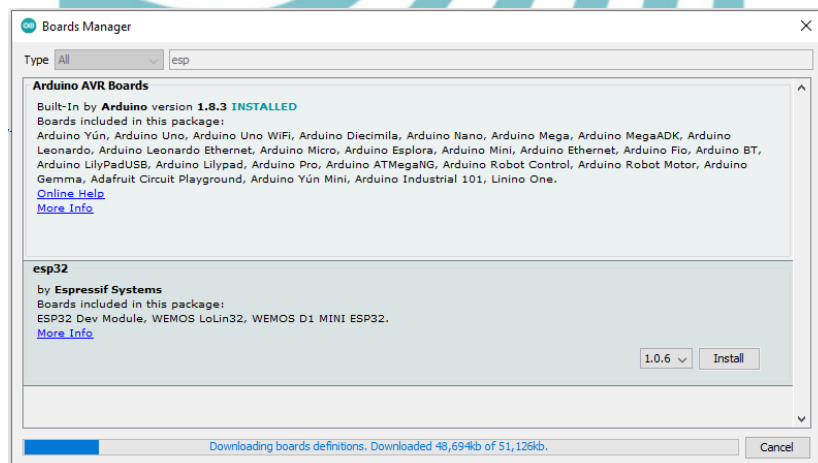 Boards Manager
Type All esp
Arduino AVR Boards
Built-In by Arduino version 1.8.3 INSTALLED
Boards included in this package:
Arduino Yún, Arduino Uno, Arduino Uno WiFi, Arduino Diecimila, Arduino Nano, Arduino Mega, Arduino MegaADK, Arduino
Leonardo, Arduino Leonardo Ethernet, Arduino Micro, Arduino Esplora, Arduino Mini, Arduino Ethernet, Arduino Fio, Arduino BT,
Arduino LilyPadUSB, Arduino Lilypad, Arduino Pro, Arduino ATMegaNG, Arduino Robot Control, Arduino Robot Motor, Arduino
Gemma, Adafruit Circuit Playground, Arduino Yún Mini, Arduino Industrial 101, Linino One.
Online Help
More Info
esp32
by Espressif Systems
Boards included in this package:
ESP32 Dev Module, WEMOS LoLin32, WEMOS D1 MINI ESP32.
More Info
1.0.6 Install
Downloading boards definitions. Downloaded 48,694kb of 51,126kb. Cancel